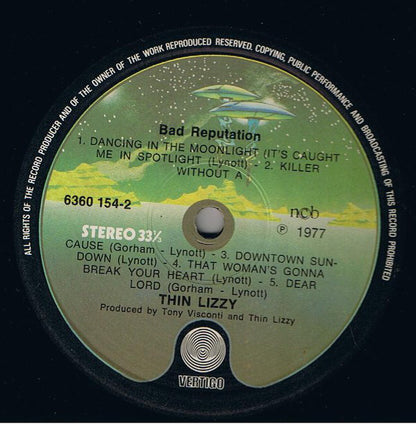 ALL RIGHTS OF THE RECORD PRODUCER AND OF THE OWNER OF THE WORK REPRODUCED RESERVED. COPYING, PUBLIC PERFORMANCE AND BROADCASTING OF THIS RECORD PROHIBITED
Bad Reputation
1. DANCING IN THE MOONLIGHT (IT'S CAUGHT
ME IN SPOTLIGHT (Lynott) - 2. KILLER
WITHOUT A
6360 154-2
ncb
STEREO 33⅓
℗ 1977
CAUSE (Gorham - Lynott) - 3. DOWNTOWN SUN-
DOWN (Lynott) - 4. THAT WOMAN'S GONNA
BREAK YOUR HEART (Lynott) - 5. DEAR
LORD (Gorham - Lynott)
THIN LIZZY
Produced by Tony Visconti and Thin Lizzy
VERTIGO